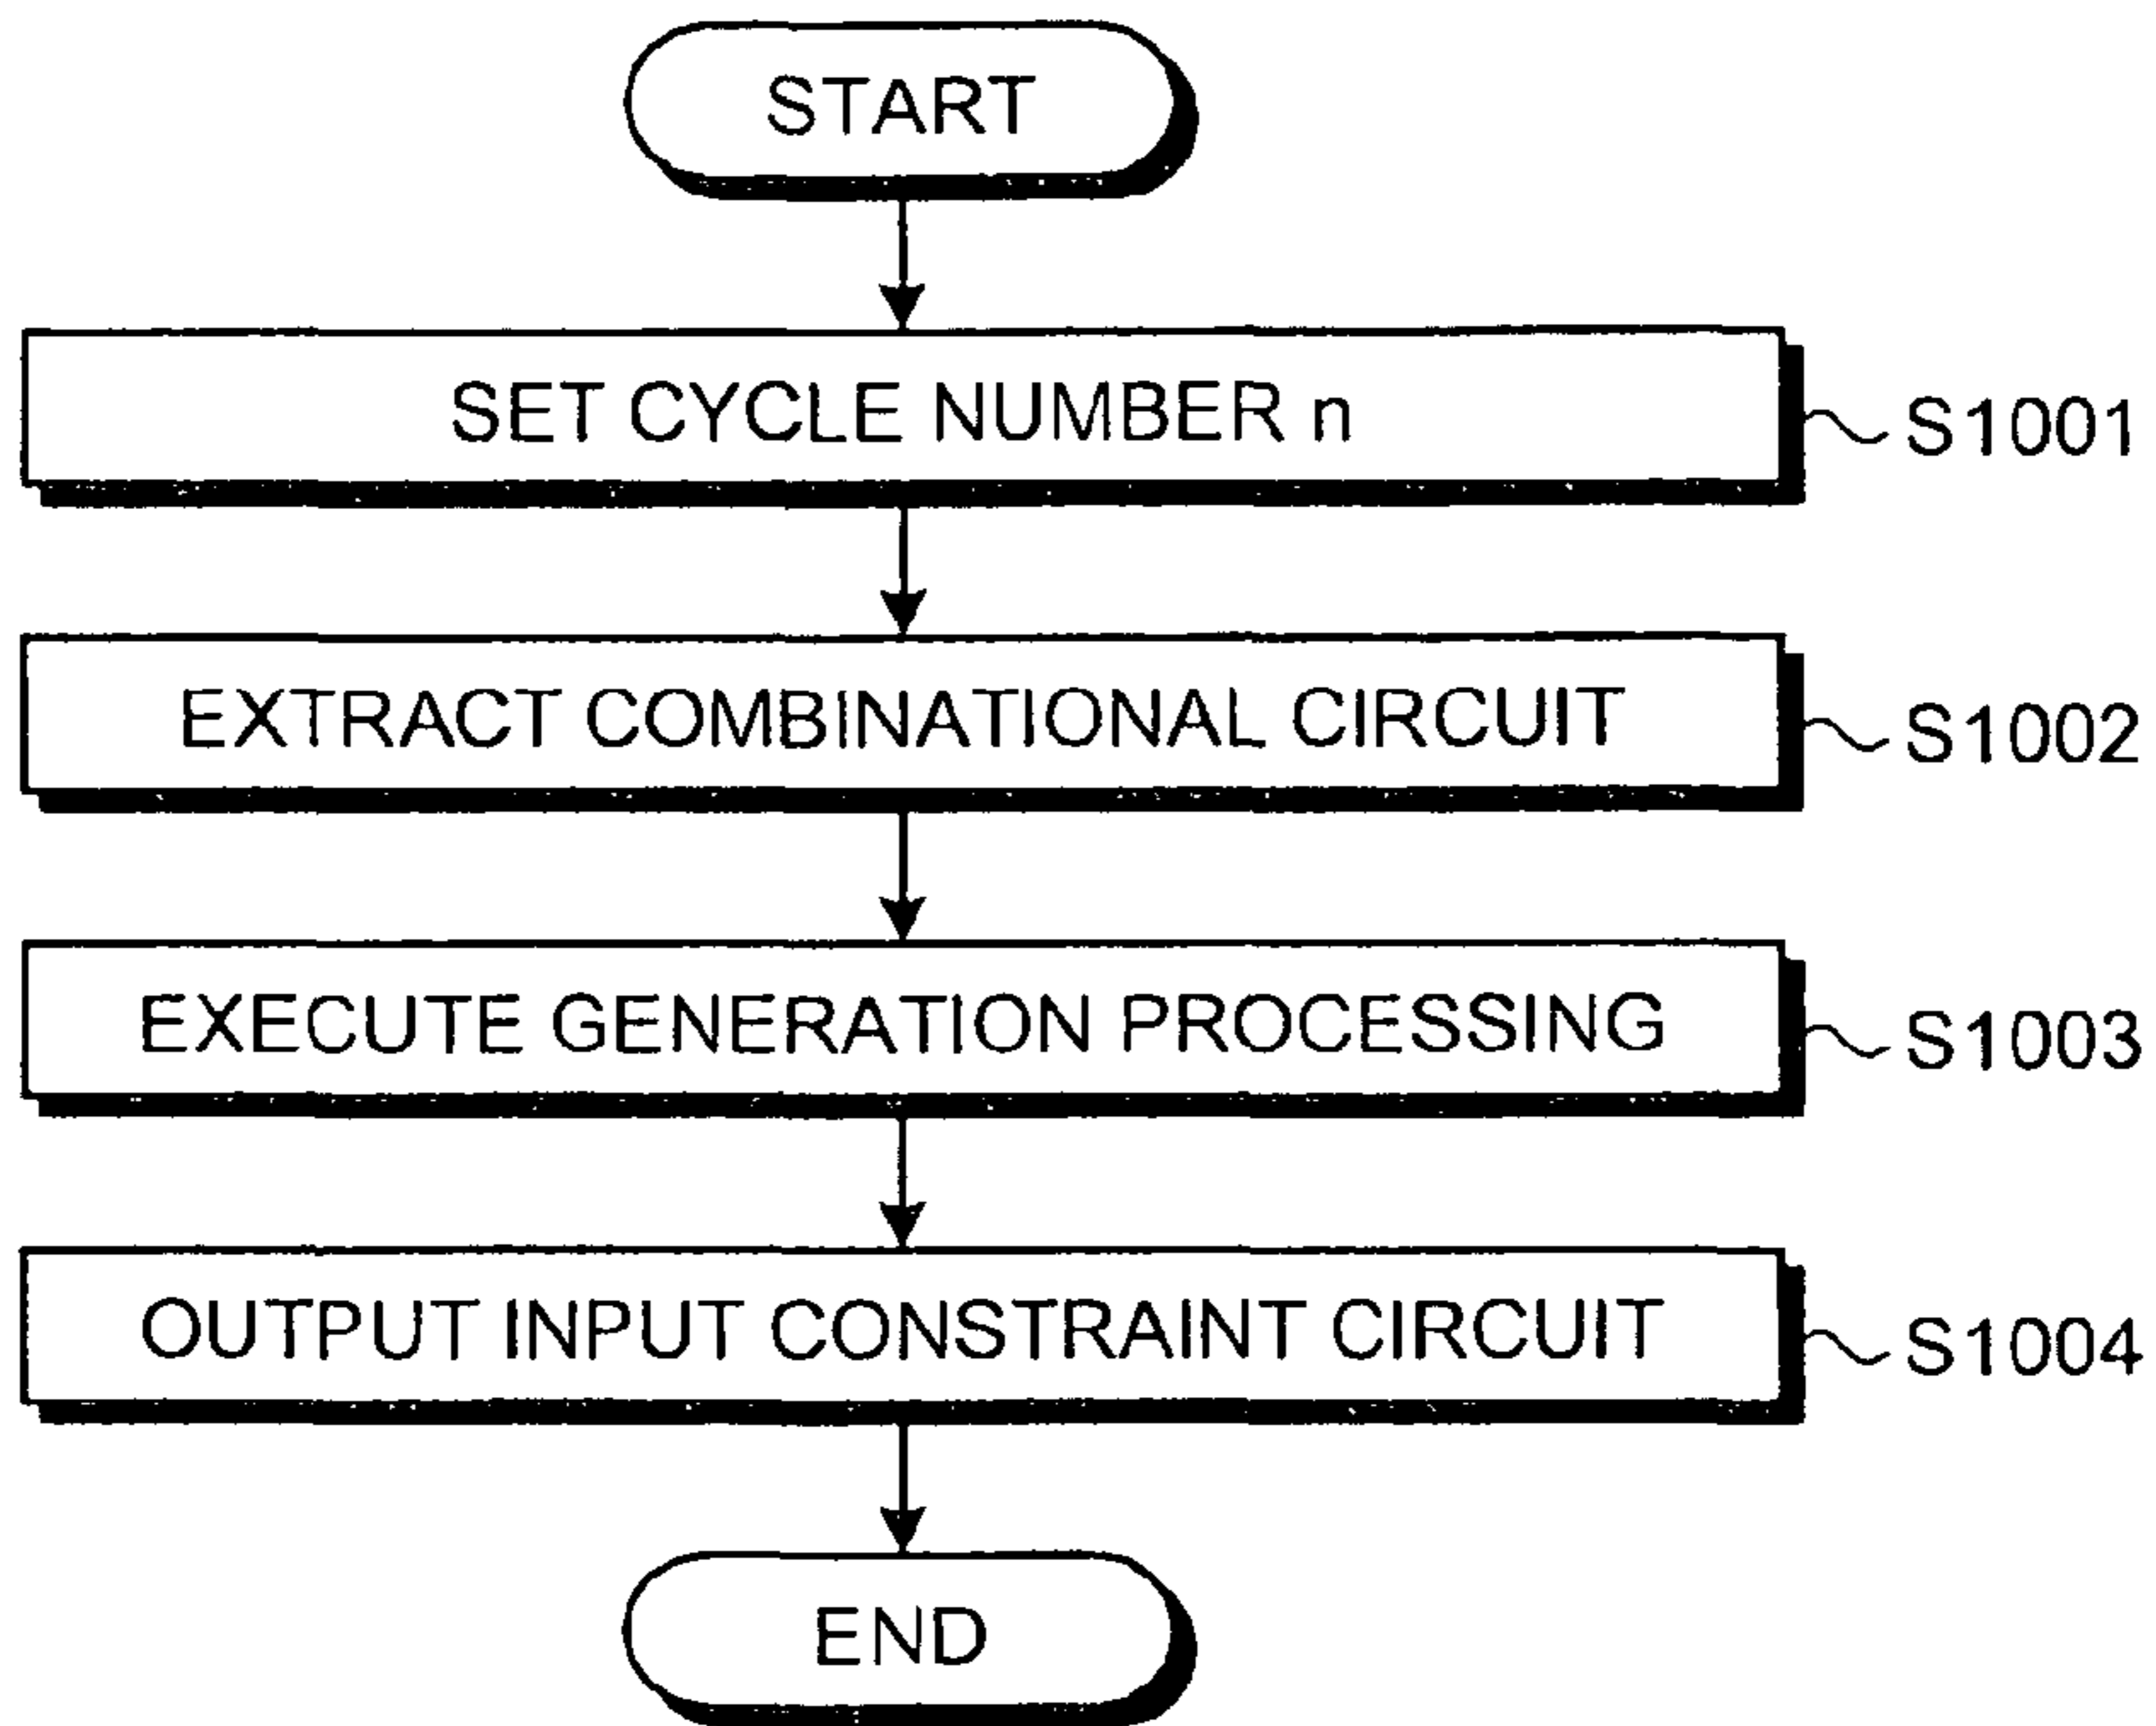 START
SET CYCLE NUMBER n
S1001
EXTRACT COMBINATIONAL CIRCUIT
S1002
EXECUTE GENERATION PROCESSING
S1003
OUTPUT INPUT CONSTRAINT CIRCUIT
S1004
END